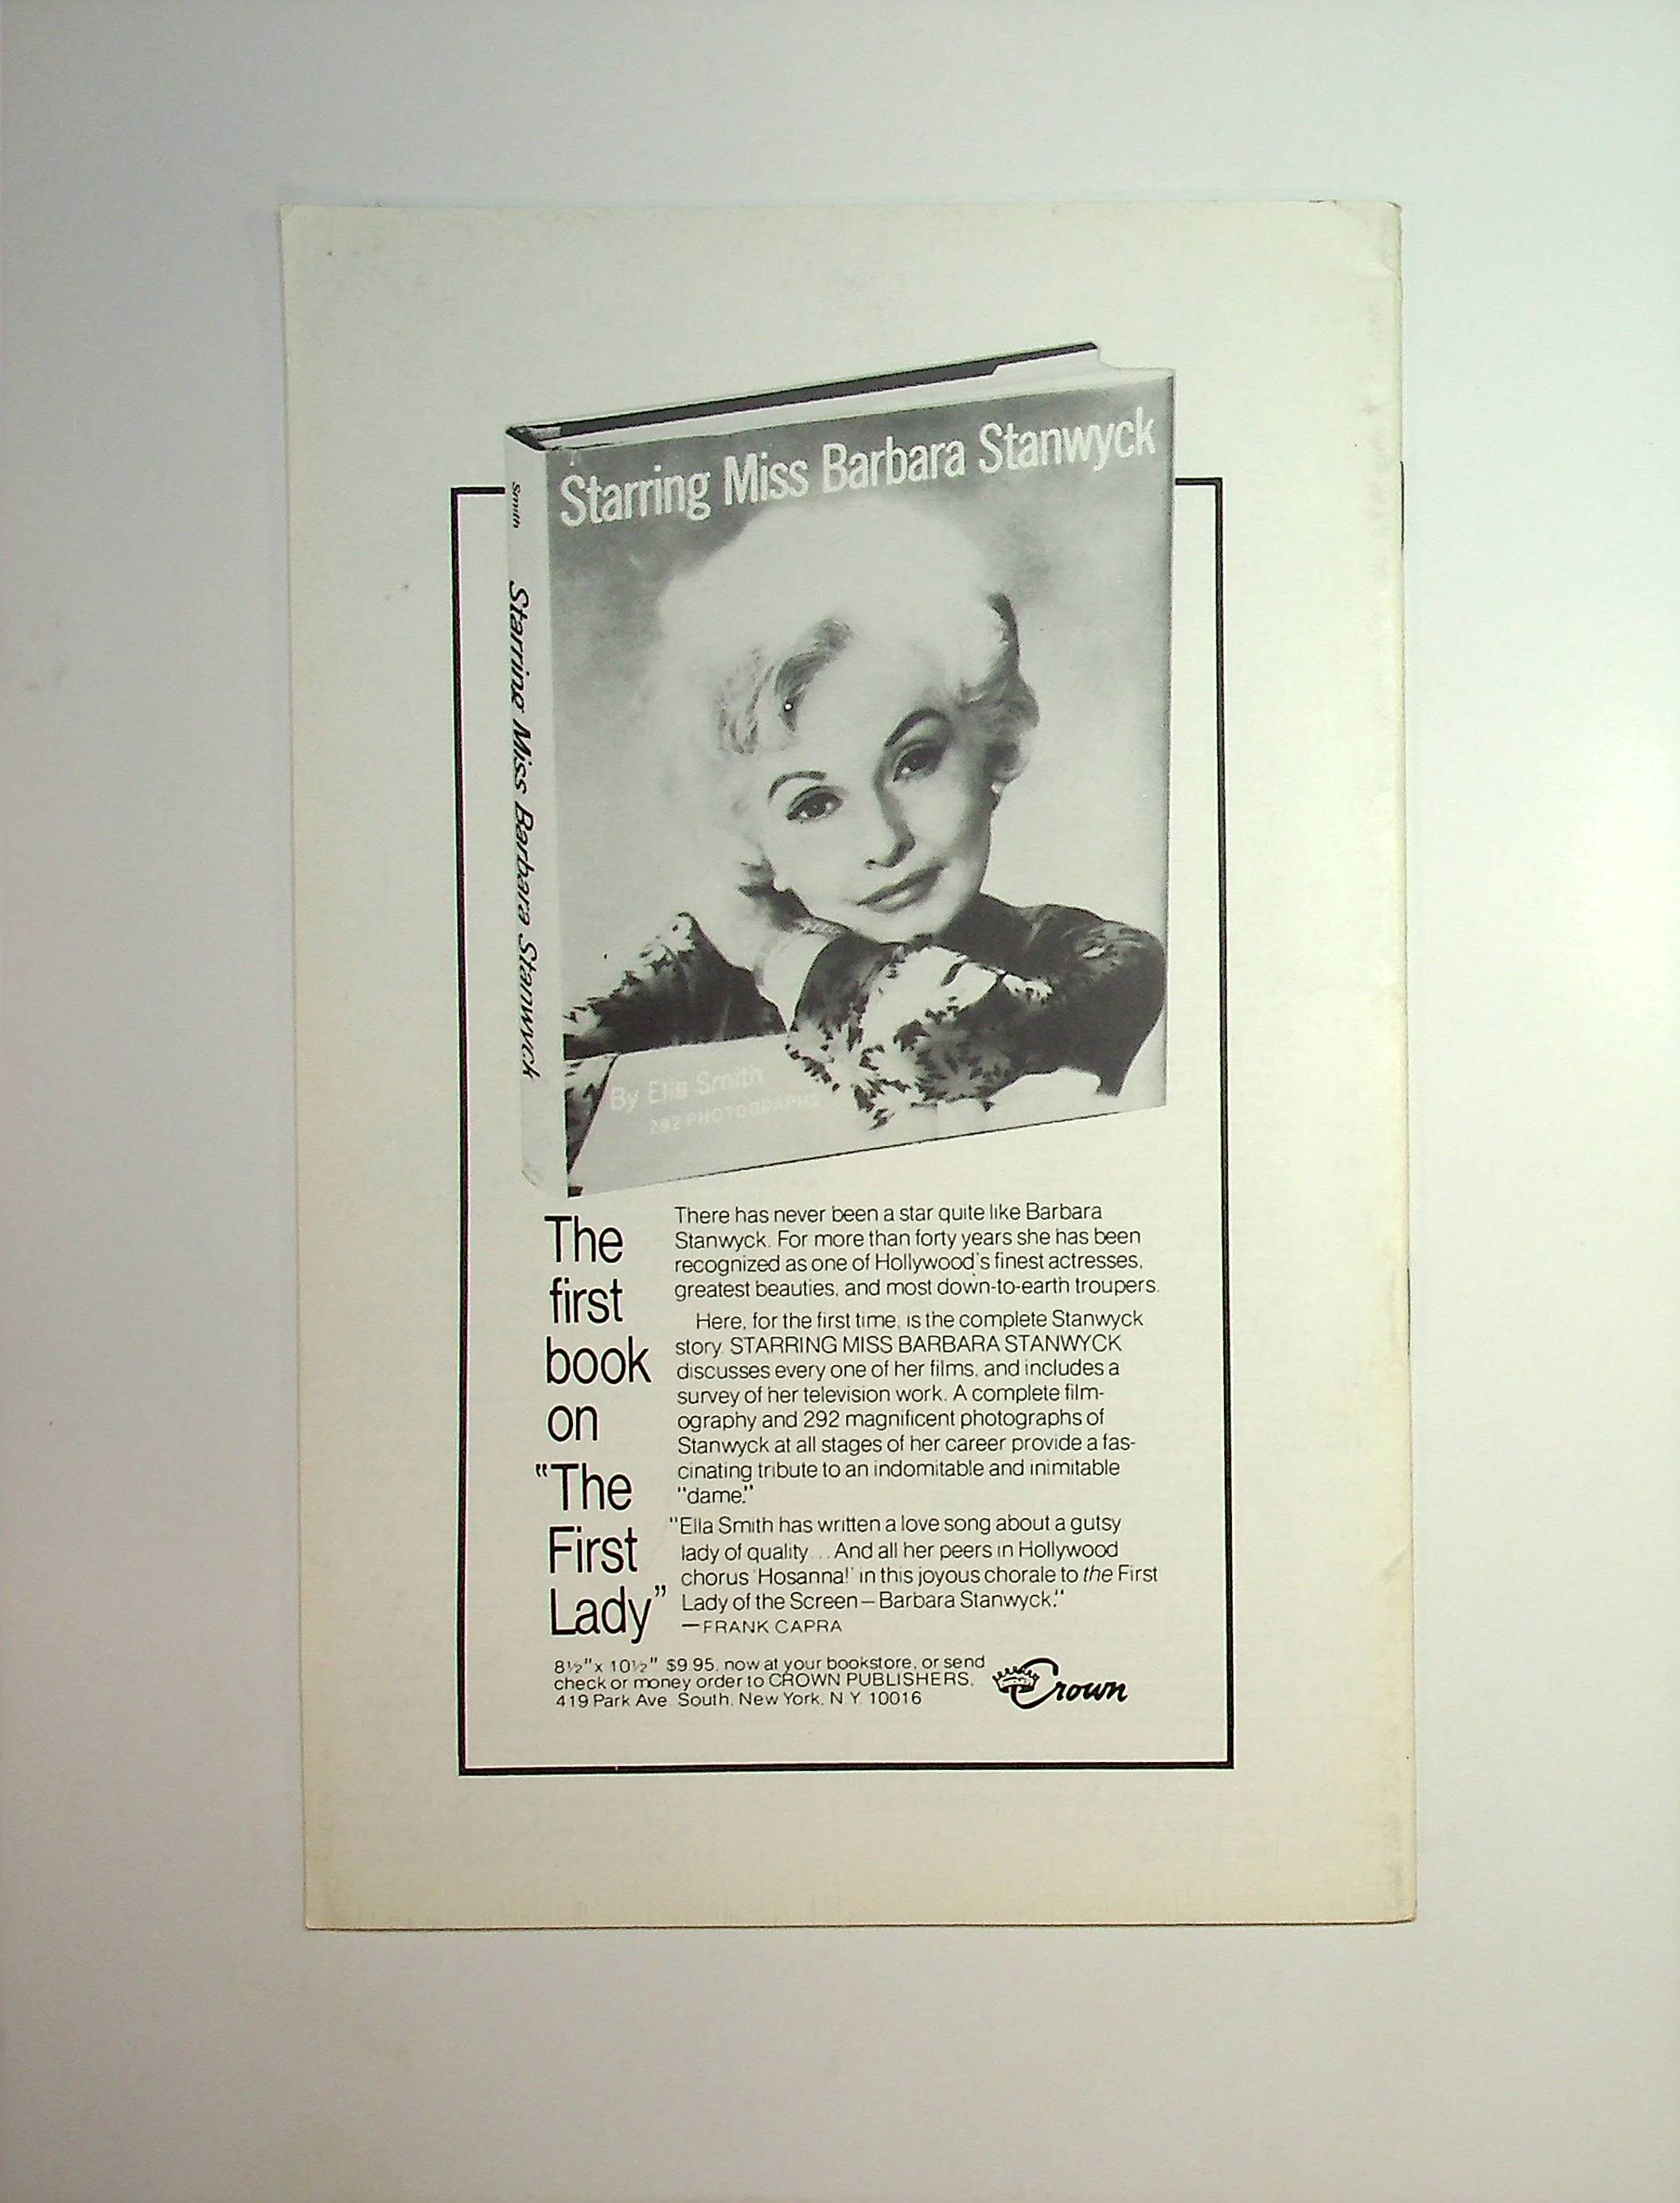 Starring Miss Barbara Stanwyck
Smith
Starring Miss Barbara Stanwyck
By Ella Smith
292 PHOTOGRAPHS
The
first
book
on
"The
First
Lady"
There has never been a star quite like Barbara
Stanwyck. For more than forty years she has been
recognized as one of Hollywood's finest actresses,
greatest beauties, and most down-to-earth troupers.
Here, for the first time, is the complete Stanwyck
story. STARRING MISS BARBARA STANWYCK
discusses every one of her films, and includes a
survey of her television work. A complete film-
ography and 292 magnificent photographs of
Stanwyck at all stages of her career provide a fas-
cinating tribute to an indomitable and inimitable
"dame."
"Ella Smith has written a love song about a gutsy
lady of quality...And all her peers in Hollywood
chorus 'Hosanna!' in this joyous chorale to the First
Lady of the Screen—Barbara Stanwyck."
—FRANK CAPRA
8½" x 10½" $9.95, now at your bookstore, or send
check or money order to CROWN PUBLISHERS,
419 Park Ave. South, New York, N.Y. 10016
Crown